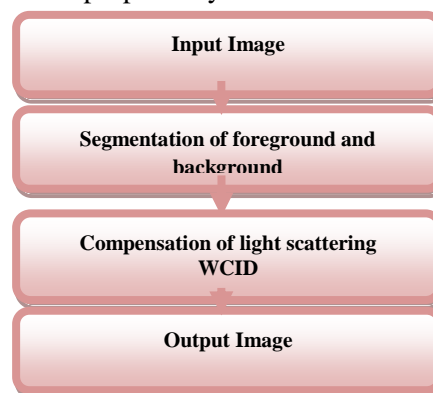 Input Image
Segmentation of foreground and
background
Compensation of light scattering
WCID
Output Image